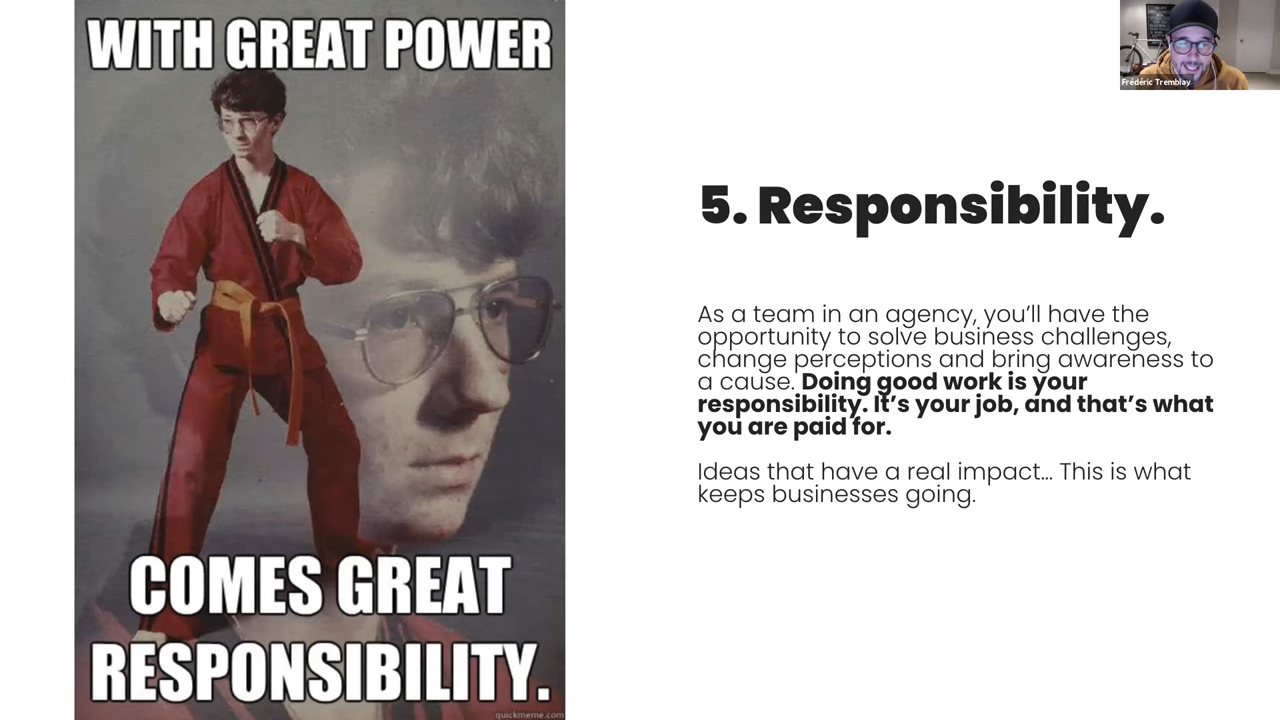 WITH GREAT POWER
COMES GREAT
RESPONSIBILITY.
quickmeme.com
Frédéric Tremblay
5. Responsibility.
As a team in an agency, you’ll have the
opportunity to solve business challenges,
change perceptions and bring awareness to
a cause. Doing good work is your
responsibility. It’s your job, and that’s what
you are paid for.
Ideas that have a real impact... This is what
keeps businesses going.